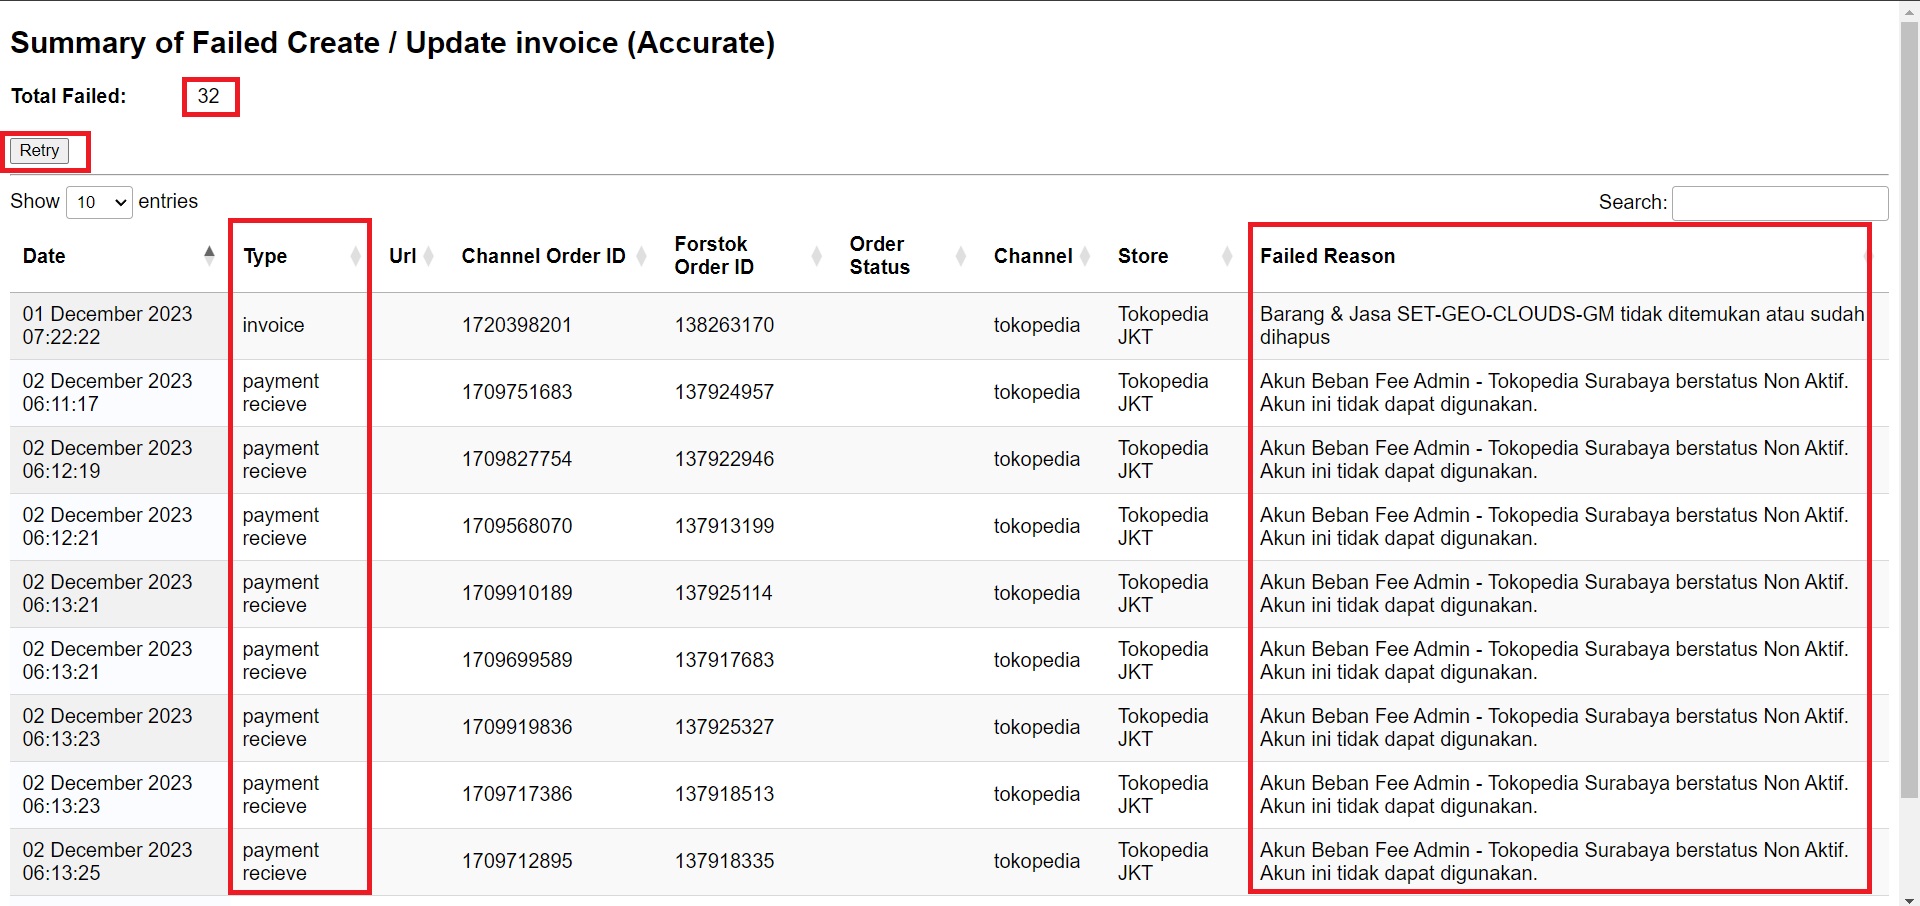 Summary of Failed Create / Update invoice (Accurate)
Total Failed: 32
Retry
Show 10 entries
Search:
Date Type Url Channel Order ID Forstok Order ID Order Status Channel Store Failed Reason
01 December 2023 07:22:22 invoice 1720398201 138263170 tokopedia Tokopedia JKT Barang & Jasa SET-GEO-CLOUDS-GM tidak ditemukan atau sudah dihapus
02 December 2023 06:11:17 payment recieve 1709751683 137924957 tokopedia Tokopedia JKT Akun Beban Fee Admin - Tokopedia Surabaya berstatus Non Aktif. Akun ini tidak dapat digunakan.
02 December 2023 06:12:19 payment recieve 1709827754 137922946 tokopedia Tokopedia JKT Akun Beban Fee Admin - Tokopedia Surabaya berstatus Non Aktif. Akun ini tidak dapat digunakan.
02 December 2023 06:12:21 payment recieve 1709568070 137913199 tokopedia Tokopedia JKT Akun Beban Fee Admin - Tokopedia Surabaya berstatus Non Aktif. Akun ini tidak dapat digunakan.
02 December 2023 06:13:21 payment recieve 1709910189 137925114 tokopedia Tokopedia JKT Akun Beban Fee Admin - Tokopedia Surabaya berstatus Non Aktif. Akun ini tidak dapat digunakan.
02 December 2023 06:13:21 payment recieve 1709699589 137917683 tokopedia Tokopedia JKT Akun Beban Fee Admin - Tokopedia Surabaya berstatus Non Aktif. Akun ini tidak dapat digunakan.
02 December 2023 06:13:23 payment recieve 1709919836 137925327 tokopedia Tokopedia JKT Akun Beban Fee Admin - Tokopedia Surabaya berstatus Non Aktif. Akun ini tidak dapat digunakan.
02 December 2023 06:13:23 payment recieve 1709717386 137918513 tokopedia Tokopedia JKT Akun Beban Fee Admin - Tokopedia Surabaya berstatus Non Aktif. Akun ini tidak dapat digunakan.
02 December 2023 06:13:25 payment recieve 1709712895 137918335 tokopedia Tokopedia JKT Akun Beban Fee Admin - Tokopedia Surabaya berstatus Non Aktif. Akun ini tidak dapat digunakan.